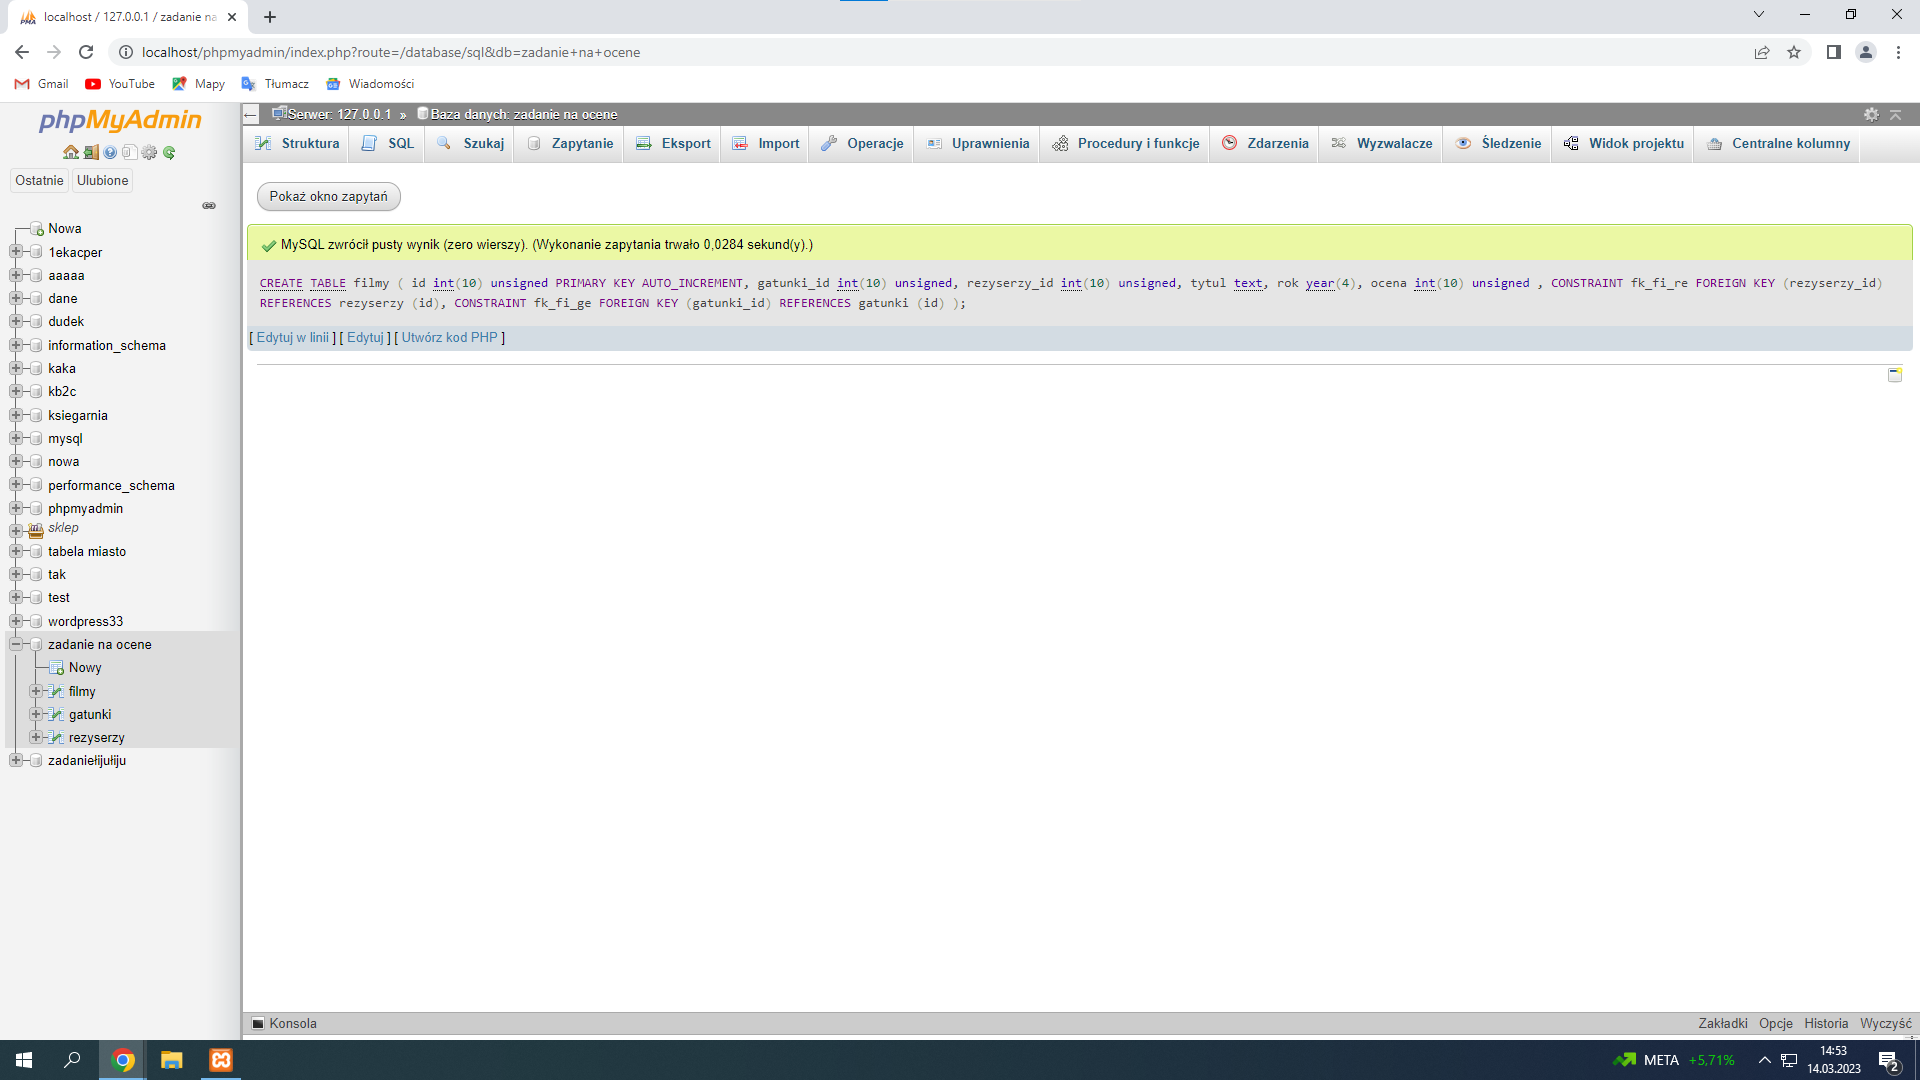 localhost / 127.0.0.1 / zadanie na
localhost/phpmyadmin/index.php?route=/database/sql&db=zadanie+na+ocene
Gmail YouTube Mapy Tłumacz Wiadomości
phpMyAdmin
Ostatnie Ulubione
Nowa
1ekacper
aaaaa
dane
dudek
information_schema
kaka
kb2c
ksiegarnia
mysql
nowa
performance_schema
phpmyadmin
sklep
tabela miasto
tak
test
wordpress33
zadanie na ocene
Nowy
filmy
gatunki
rezyserzy
zadaniełijułiju
Serwer: 127.0.0.1 » Baza danych: zadanie na ocene
Struktura SQL Szukaj Zapytanie Eksport Import Operacje Uprawnienia Procedury i funkcje Zdarzenia Wyzwalacze Śledzenie Widok projektu Centralne kolumny
Pokaż okno zapytań
MySQL zwrócił pusty wynik (zero wierszy). (Wykonanie zapytania trwało 0,0284 sekund(y).)
CREATE TABLE filmy ( id int(10) unsigned PRIMARY KEY AUTO_INCREMENT, gatunki_id int(10) unsigned, rezyserzy_id int(10) unsigned, tytul text, rok year(4), ocena int(10) unsigned , CONSTRAINT fk_fi_re FOREIGN KEY (rezyserzy_id)
REFERENCES rezyserzy (id), CONSTRAINT fk_fi_ge FOREIGN KEY (gatunki_id) REFERENCES gatunki (id) );
[ Edytuj w linii ] [ Edytuj ] [ Utwórz kod PHP ]
Konsola
Zakładki Opcje Historia Wyczyść
META +5,71%
14:53
14.03.2023
2